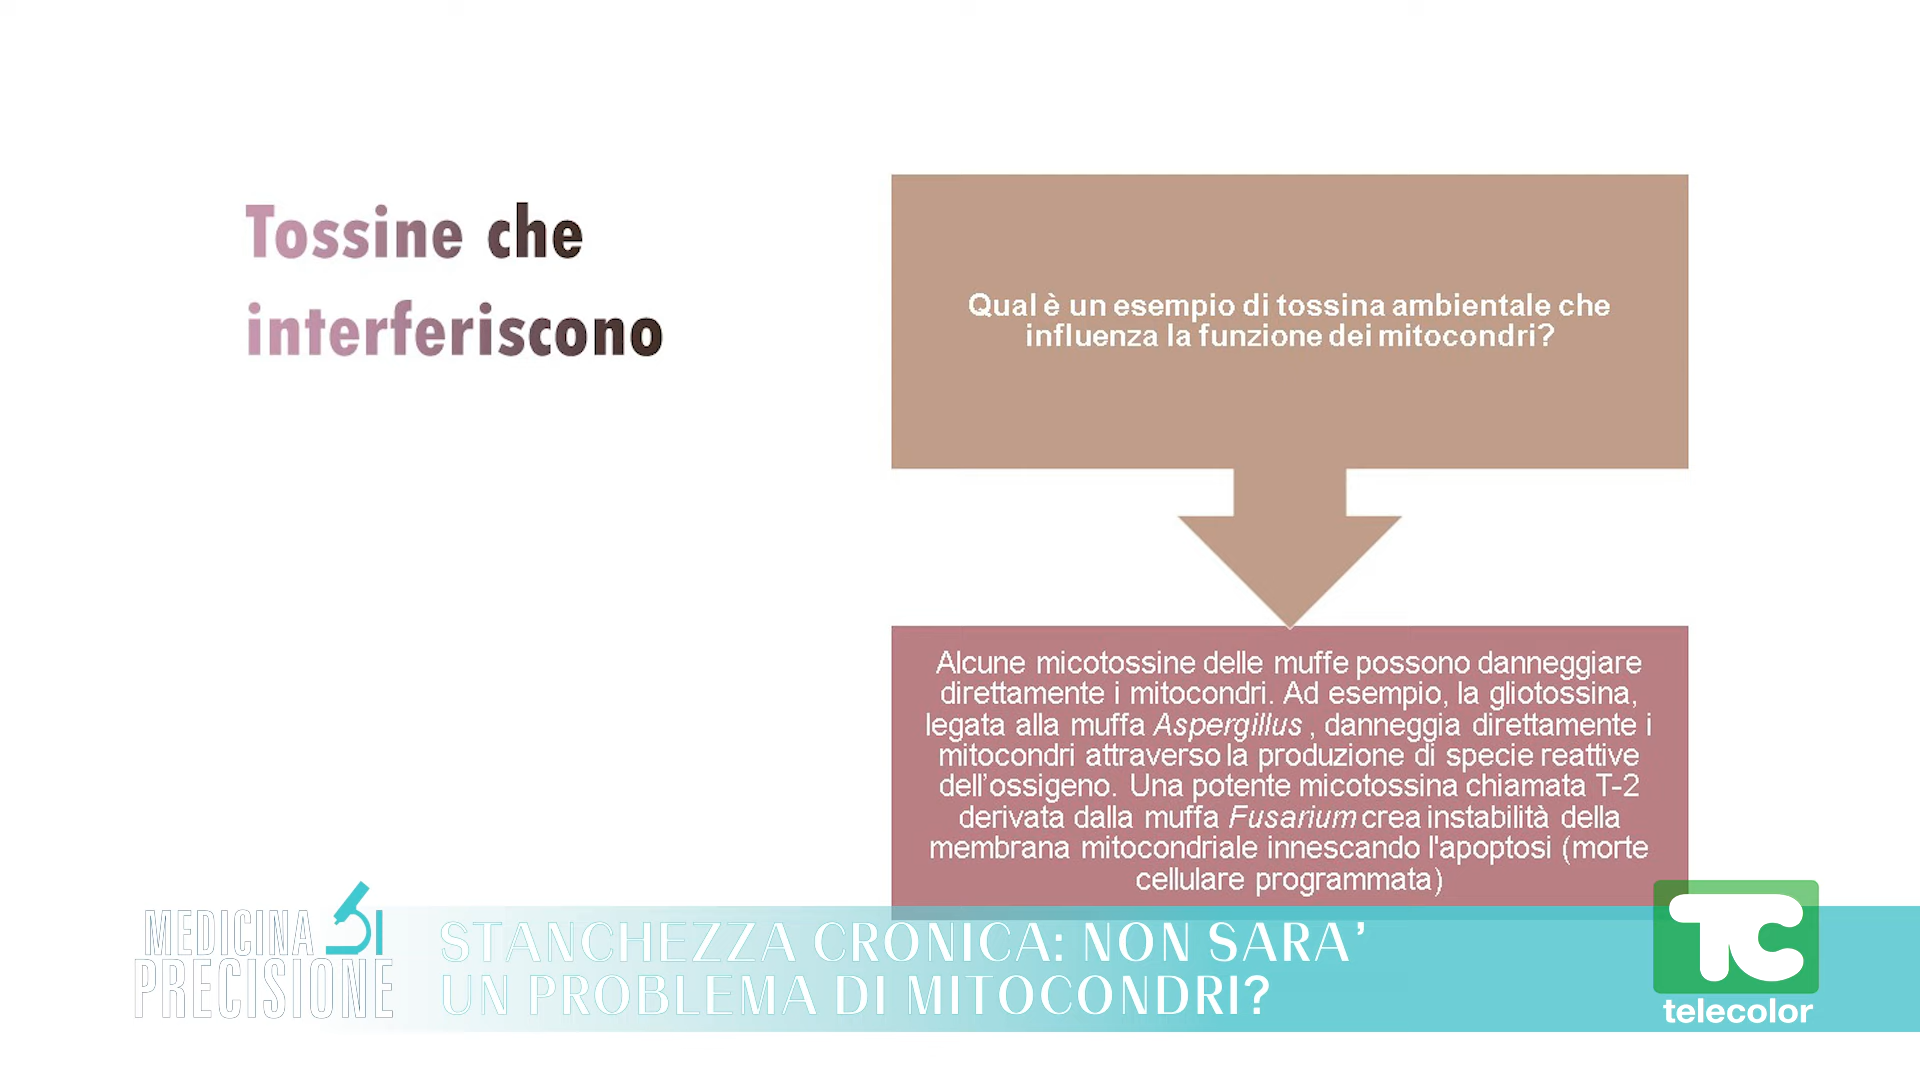 Tossine che
interferiscono
Qual è un esempio di tossina ambientale che
influenza la funzione dei mitocondri?
Alcune micotossine delle muffe possono danneggiare
direttamente i mitocondri. Ad esempio, la gliotossina,
legata alla muffa Aspergillus , danneggia direttamente i
mitocondri attraverso la produzione di specie reattive
dell’ossigeno. Una potente micotossina chiamata T-2
derivata dalla muffa Fusarium crea instabilità della
membrana mitocondriale innescando l'apoptosi (morte
cellulare programmata)
MEDICINA DI
PRECISIONE
STANCHEZZA CRONICA: NON SARA’
UN PROBLEMA DI MITOCONDRI?
TC
telecolor